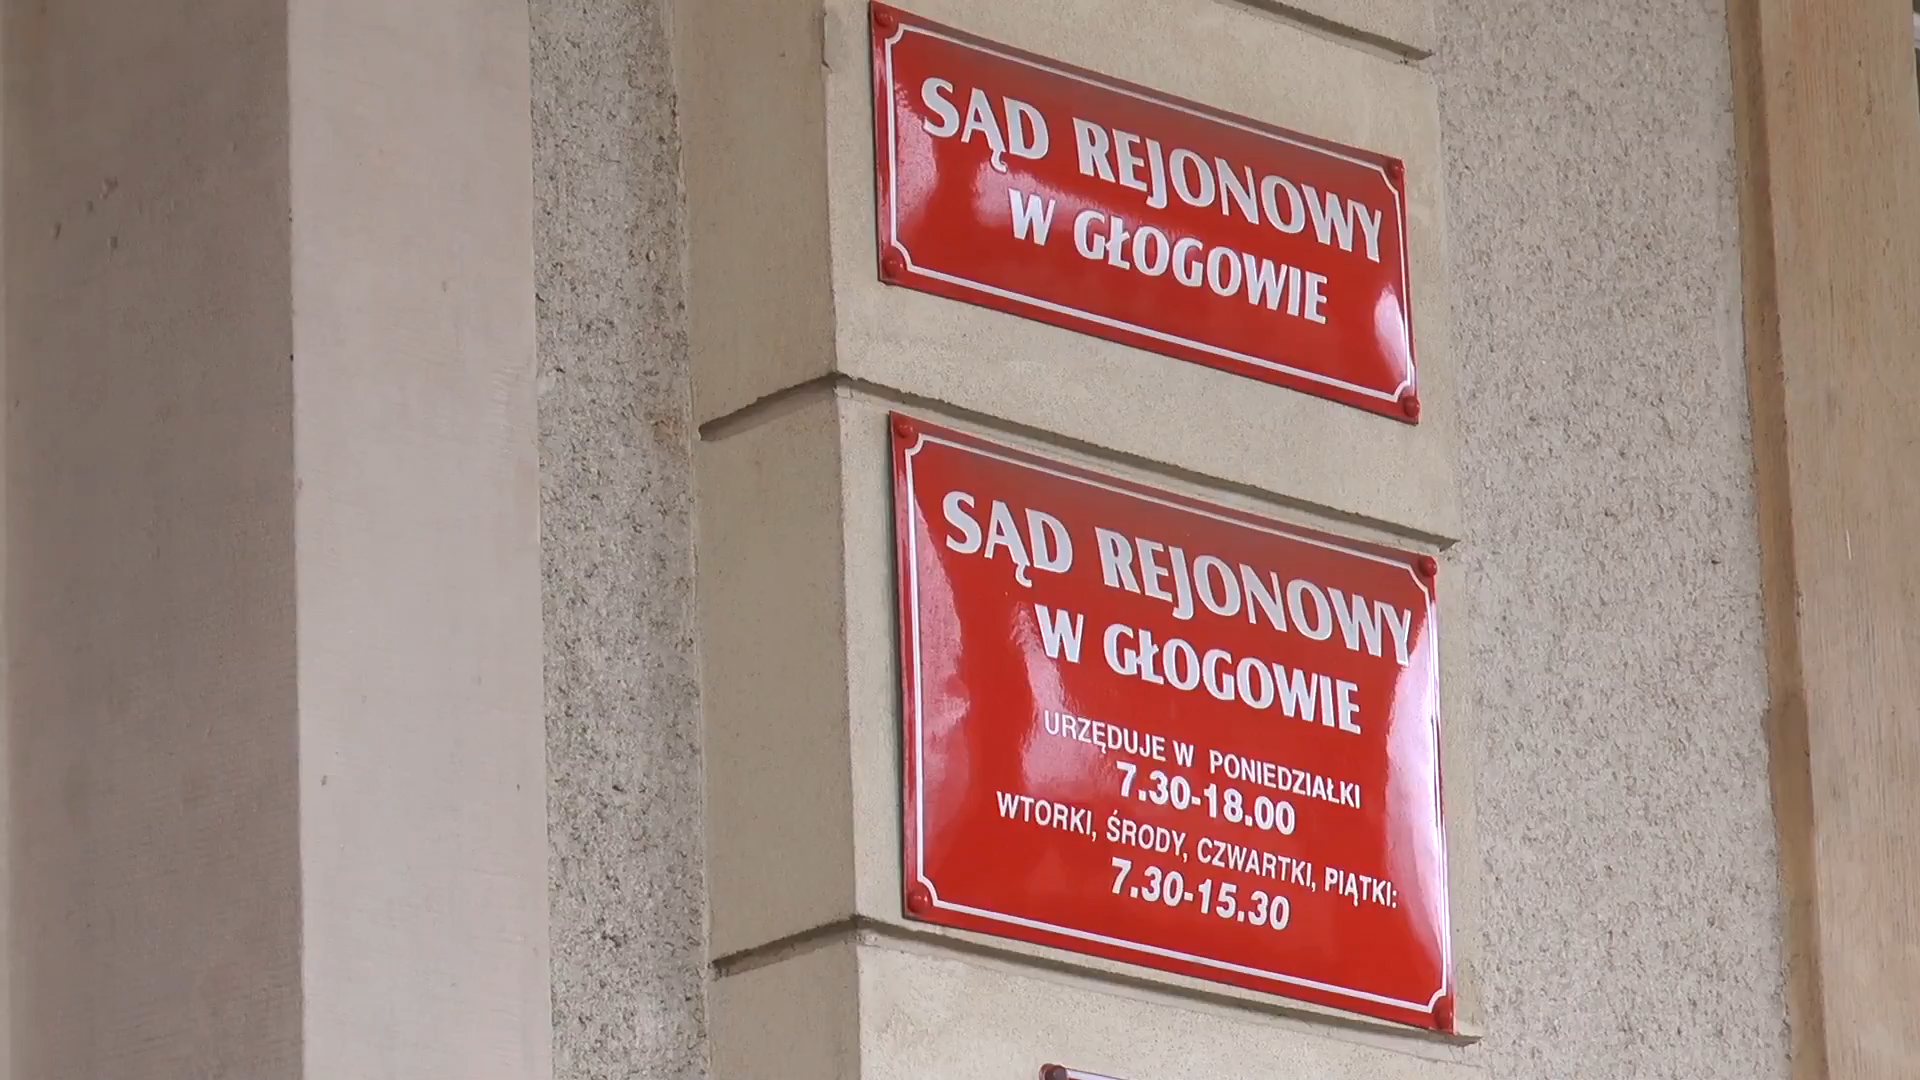 SĄD REJONOWY
W GŁOGOWIE
SĄD REJONOWY
W GŁOGOWIE
URZĘDUJE W PONIEDZIAŁKI
7.30-18.00
WTORKI, ŚRODY, CZWARTKI, PIĄTKI:
7.30-15.30